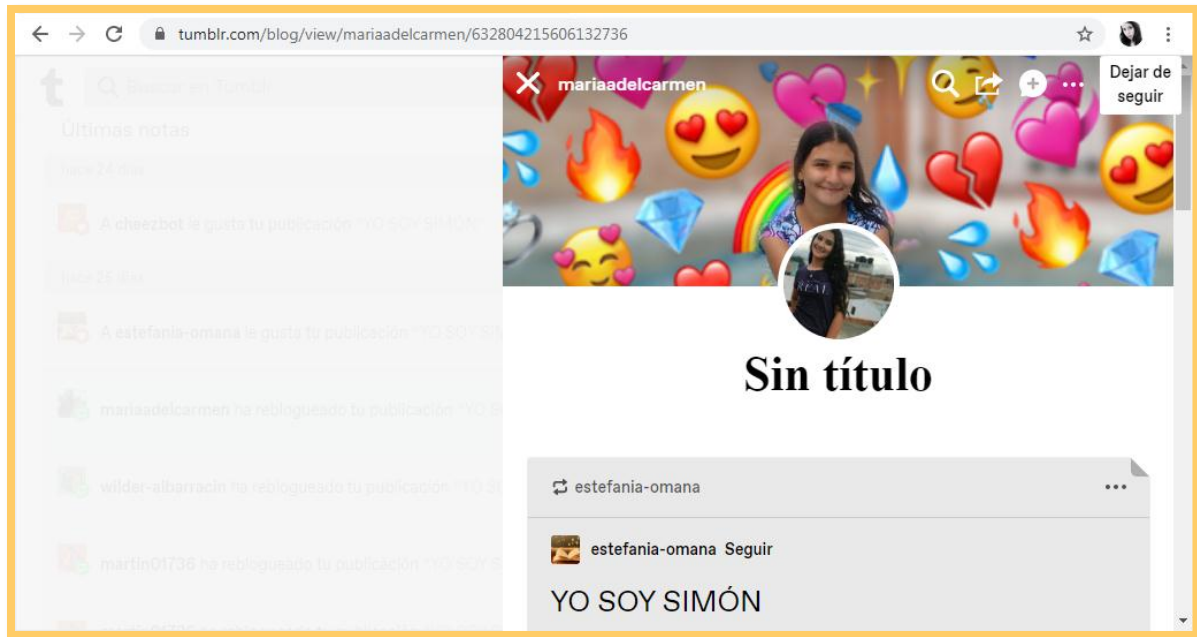 tumblr.com/blog/view/mariaadelcarmen/632804215606132736
t Buscar en Tumblr
mariaadelcarmen
Dejar de
seguir
Últimas notas
hace 24 días
A cheezbot le gusta tu publicación "YO SOY SIMÓN"
hace 25 días
A estefania-omana le gusta tu publicación "YO SOY SIM
REAL
Sin título
mariaadelcarmen ha reblogueado tu publicación "YO S
wilder-albarracin ha reblogueado tu publicación "YO SO
estefania-omana
martin01736 ha reblogueado tu publicación "YO SOY S
estefania-omana Seguir
YO SOY SIMÓN